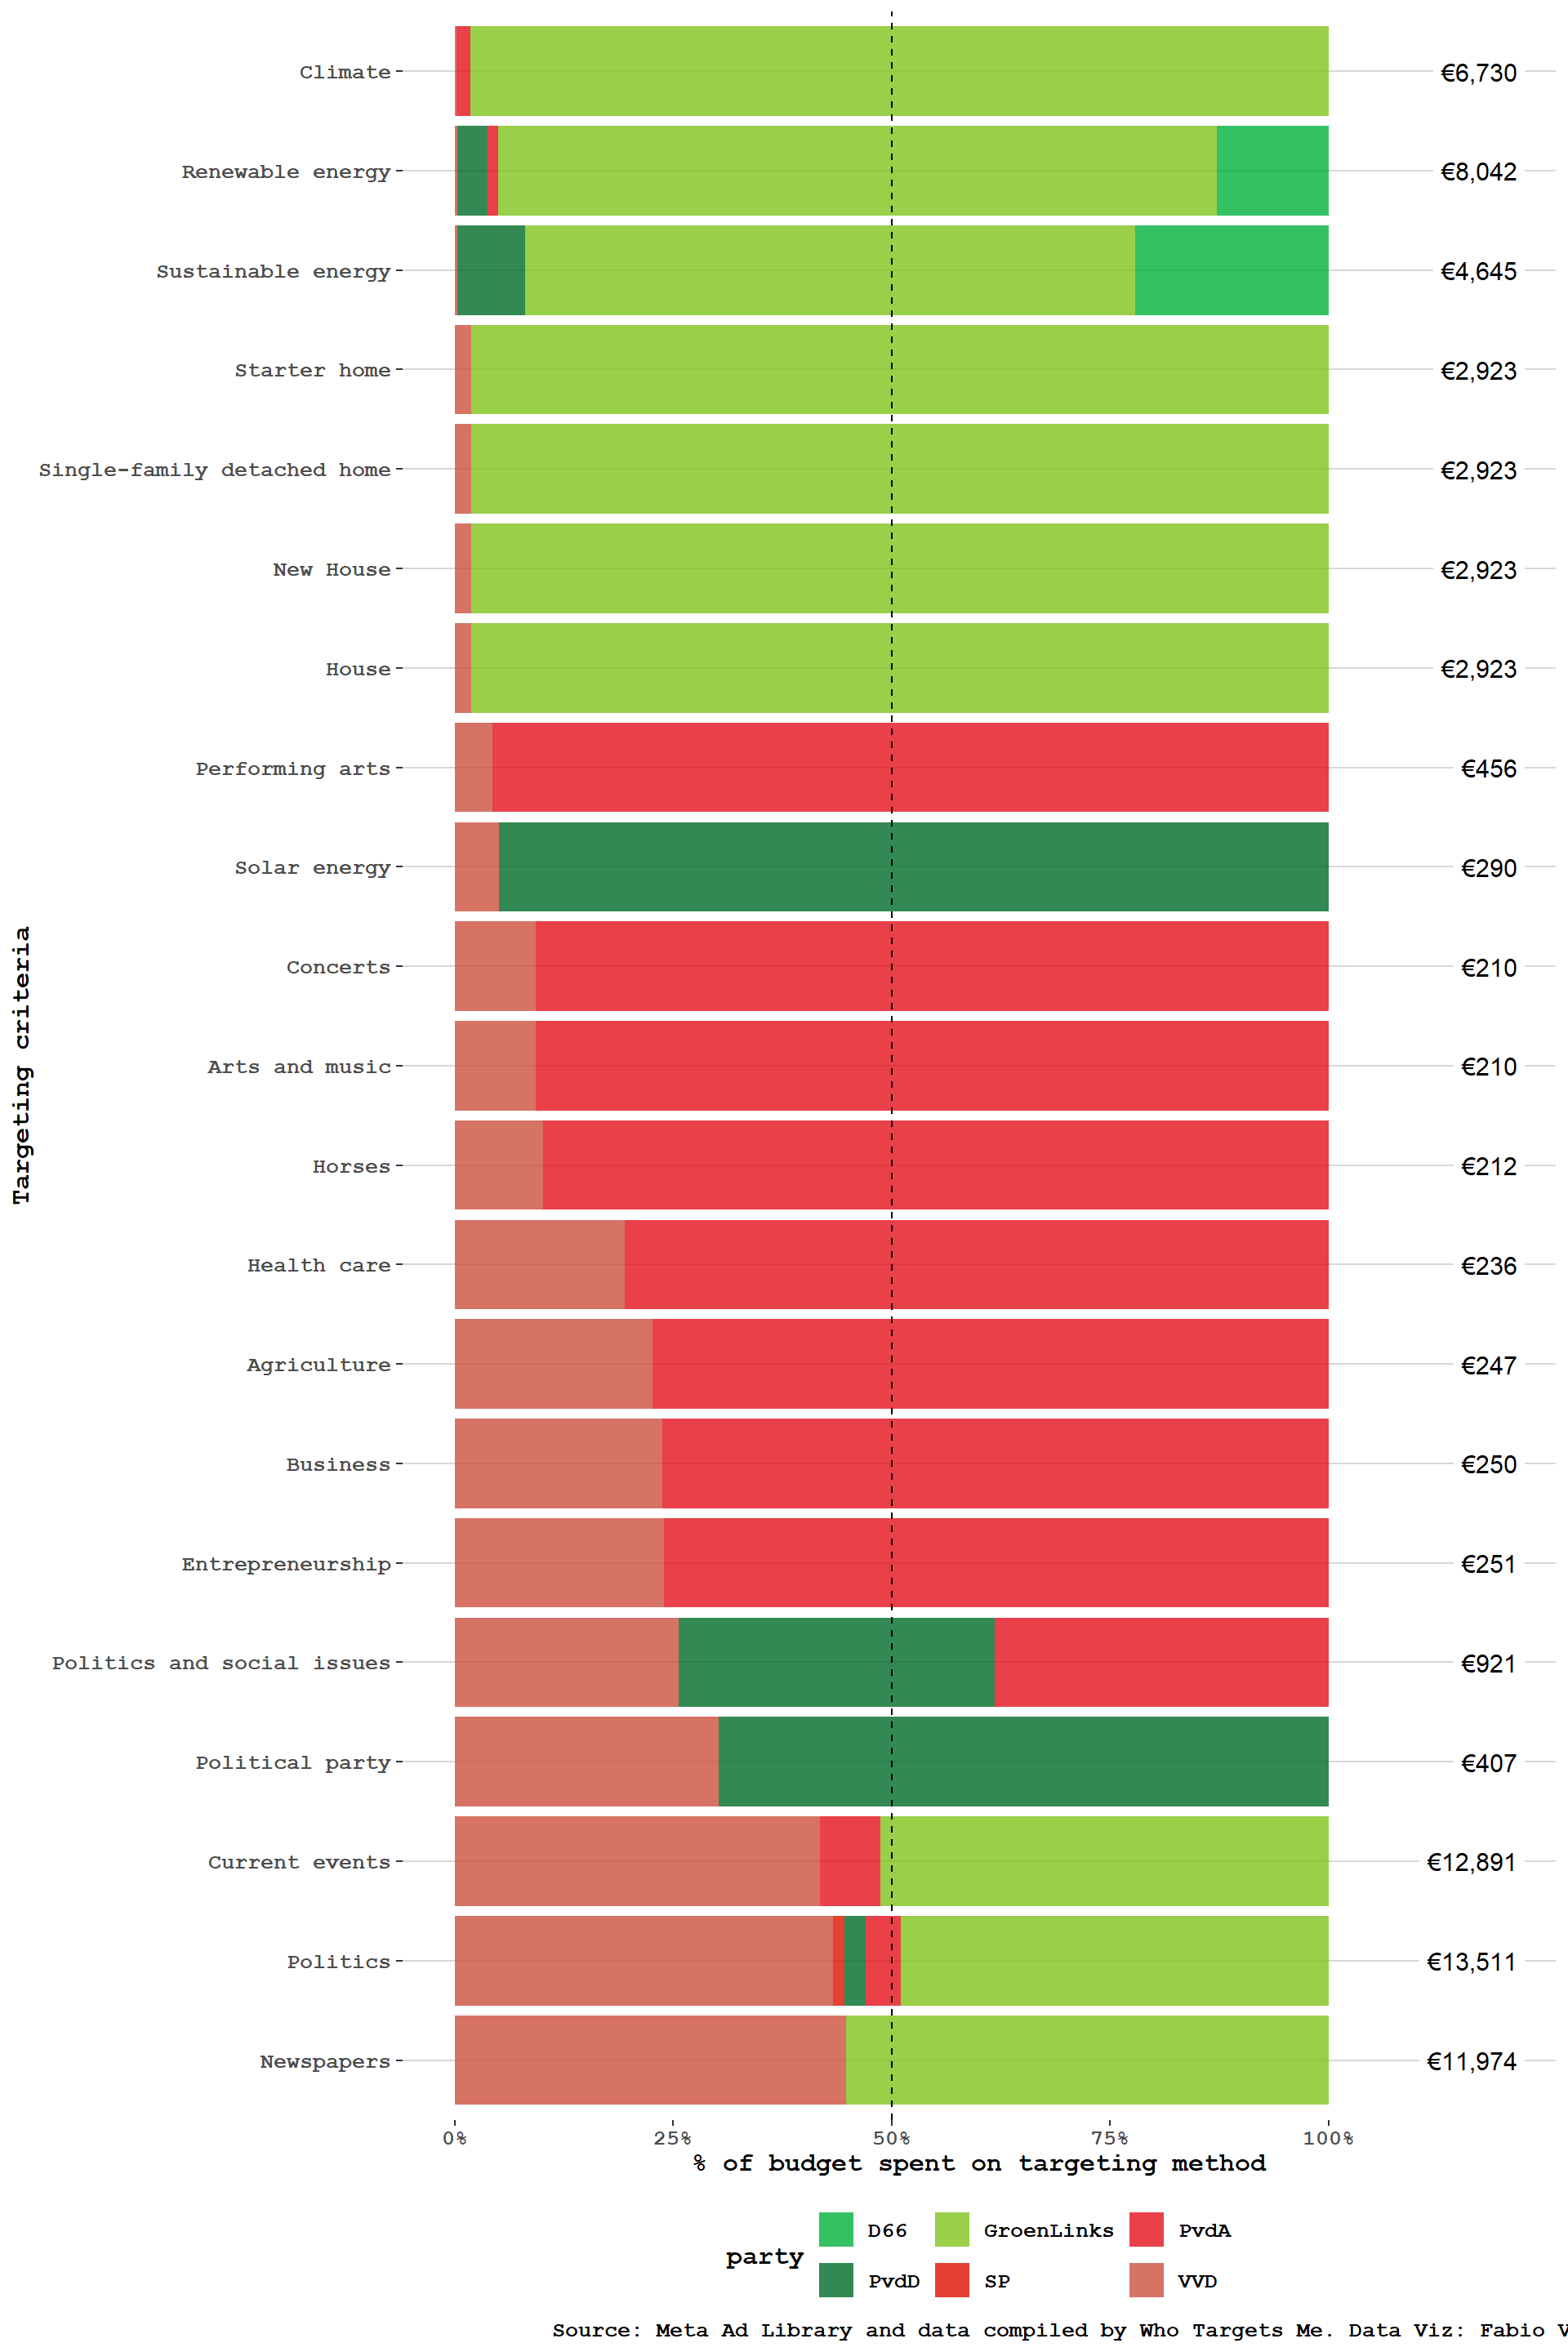 Climate €6,730
Renewable energy €8,042
Sustainable energy €4,645
Starter home €2,923
Single-family detached home €2,923
New House €2,923
House €2,923
Performing arts €456
Solar energy €290
Concerts €210
Arts and music €210
Horses €212
Health care €236
Agriculture €247
Business €250
Entrepreneurship €251
Politics and social issues €921
Political party €407
Current events €12,891
Politics €13,511
Newspapers €11,974
Targeting criteria
0% 25% 50% 75% 100%
% of budget spent on targeting method
party
D66 GroenLinks PvdA
PvdD SP VVD
Source: Meta Ad Library and data compiled by Who Targets Me. Data Viz: Fabio